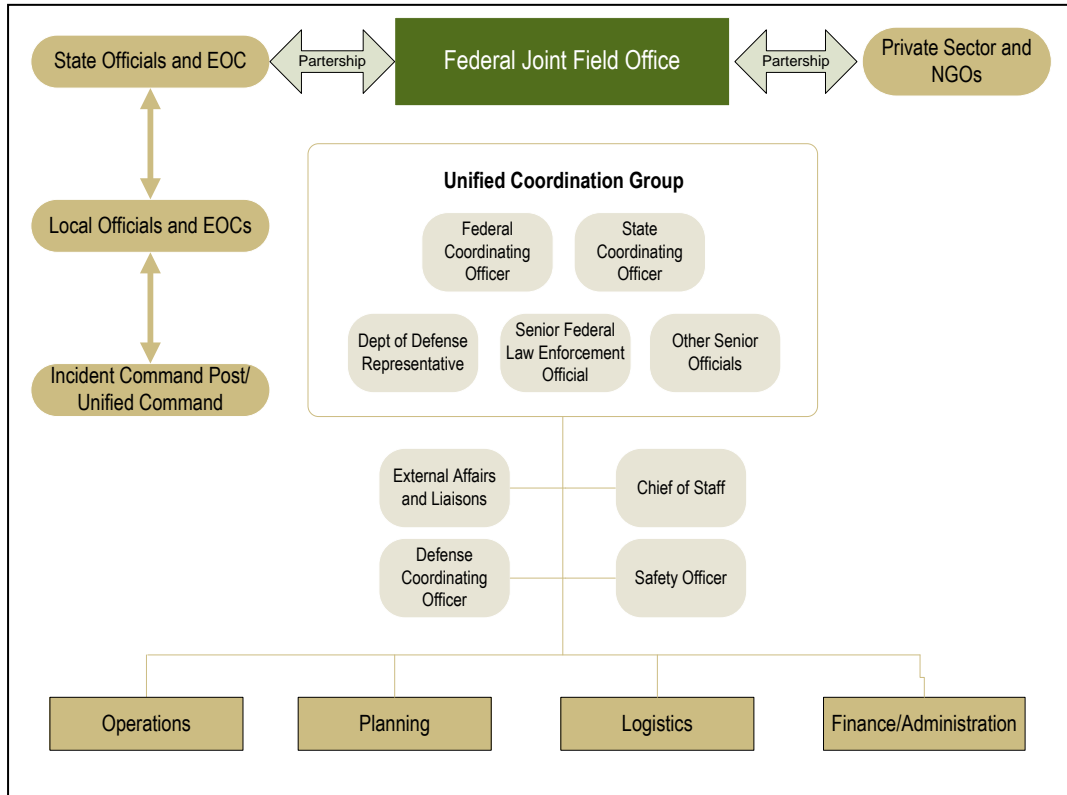 State Officials and EOC
Partership
Federal Joint Field Office
Partership
Private Sector and
NGOs
Local Officials and EOCs
Incident Command Post/
Unified Command
Unified Coordination Group
Federal
Coordinating
Officer
State
Coordinating
Officer
Dept of Defense
Representative
Senior Federal
Law Enforcement
Official
Other Senior
Officials
External Affairs
and Liaisons
Chief of Staff
Defense
Coordinating
Officer
Safety Officer
Operations
Planning
Logistics
Finance/Administration